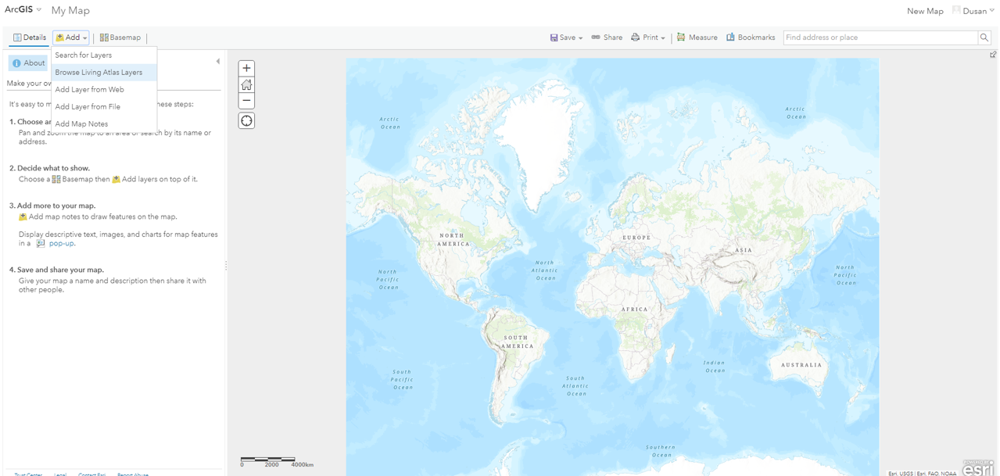 ArcGIS My Map New Map Dusan
Details Add Basemap Save Share Print Measure Bookmarks Find address or place
Search for Layers
Browse Living Atlas Layers
Add Layer from Web
Add Layer from File
Add Map Notes
About
Make your ow
It's easy to m hese steps:
1. Choose an
Pan and zoom the map to an area or search by its name or
address.
2. Decide what to show.
Choose a Basemap then Add layers on top of it.
3. Add more to your map.
Add map notes to draw features on the map.
Display descriptive text, images, and charts for map features
in a pop-up.
4. Save and share your map.
Give your map a name and description then share it with
other people.
Trust Center Legal Contact Esri Report Abuse
Arctic
Ocean
Arctic
Ocean
NORTH
AMERICA
EUROPE
ASIA
North
Pacific
Ocean
North
Atlantic
Ocean
North
Pacific
Ocean
AFRICA
SOUTH
AMERICA
AUSTRALIA
Indian
Ocean
South
Pacific
Ocean
South
Atlantic
Ocean
Southern
Ocean
0 2000 4000km
Esri, USGS | Esri, FAO, NOAA
POWERED BY
esri